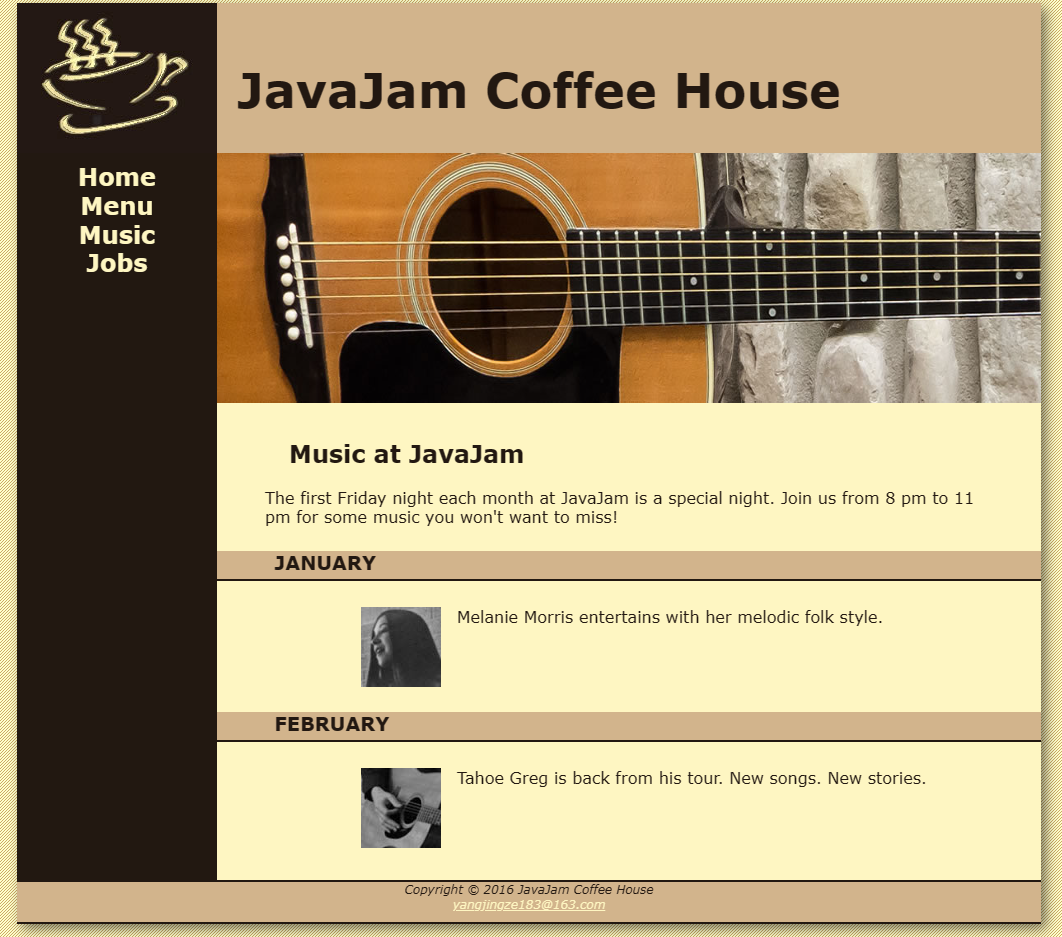 JavaJam Coffee House
Home
Menu
Music
Jobs
Music at JavaJam
The first Friday night each month at JavaJam is a special night. Join us from 8 pm to 11
pm for some music you won't want to miss!
JANUARY
Melanie Morris entertains with her melodic folk style.
FEBRUARY
Tahoe Greg is back from his tour. New songs. New stories.
Copyright © 2016 JavaJam Coffee House
yangjingze183@163.com